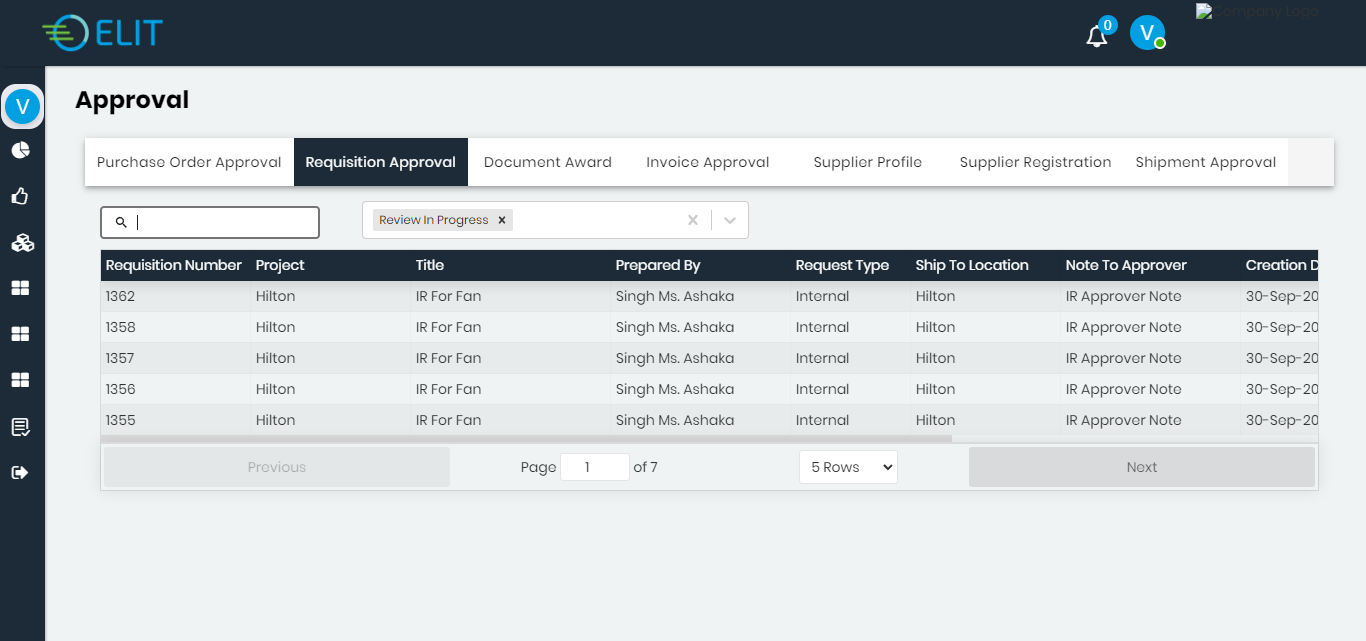 ELIT
0
V
Company Logo
V
Approval
Purchase Order Approval Requisition Approval Document Award Invoice Approval Supplier Profile Supplier Registration Shipment Approval
Review In Progress ×
Requisition Number Project Title Prepared By Request Type Ship To Location Note To Approver Creation D
1362 Hilton IR For Fan Singh Ms. Ashaka Internal Hilton IR Approver Note 30-Sep-20
1358 Hilton IR For Fan Singh Ms. Ashaka Internal Hilton IR Approver Note 30-Sep-20
1357 Hilton IR For Fan Singh Ms. Ashaka Internal Hilton IR Approver Note 30-Sep-20
1356 Hilton IR For Fan Singh Ms. Ashaka Internal Hilton IR Approver Note 30-Sep-20
1355 Hilton IR For Fan Singh Ms. Ashaka Internal Hilton IR Approver Note 30-Sep-20
Previous Page 1 of 7 5 Rows Next